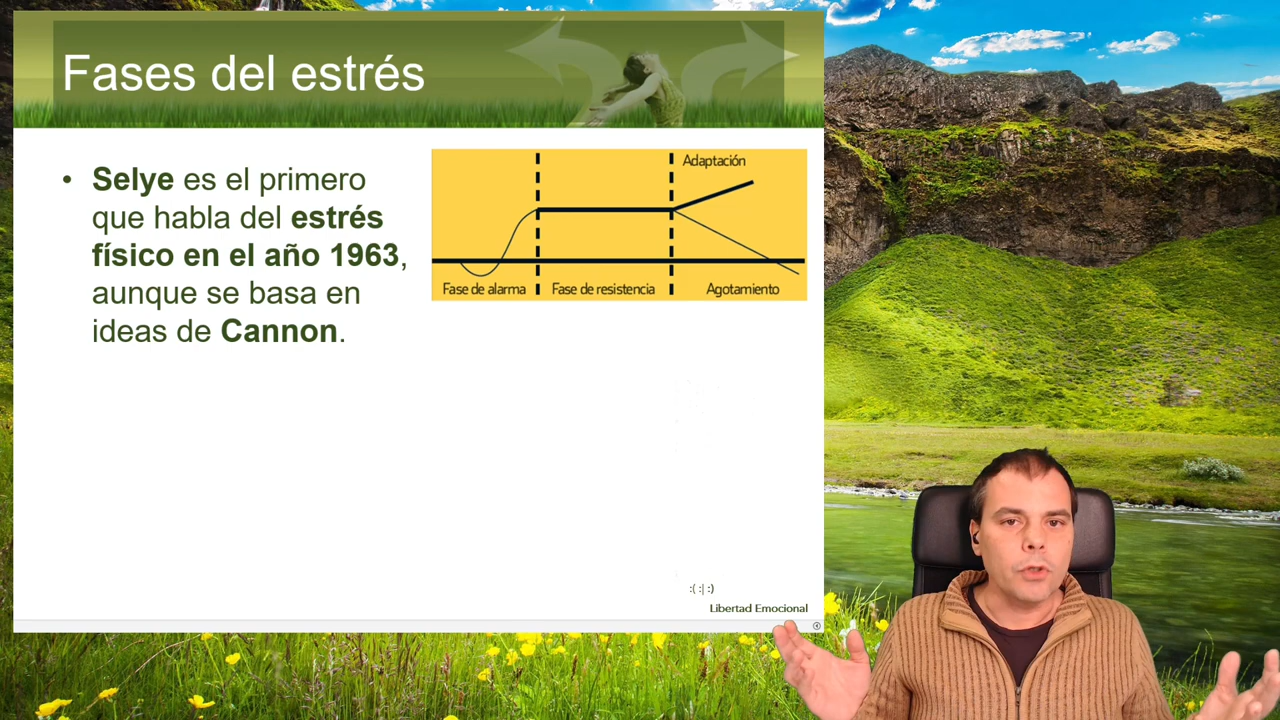 Fases del estrés
• Selye es el primero
que habla del estrés
físico en el año 1963,
aunque se basa en
ideas de Cannon.
Adaptación
Fase de alarma
Fase de resistencia
Agotamiento
:( :| :)
Libertad Emocional